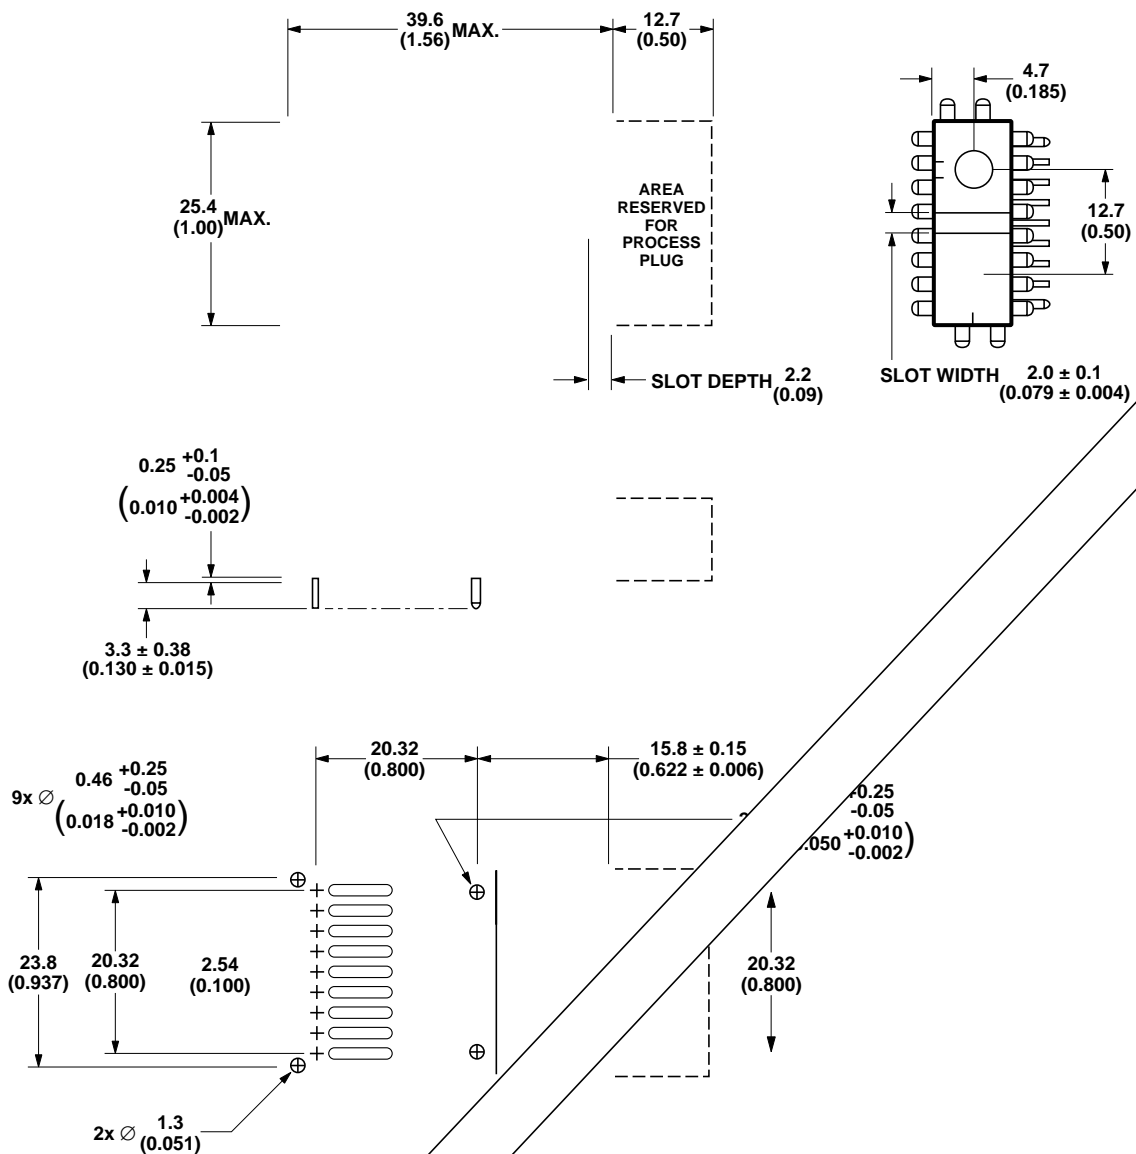 39.6
(1.56) MAX.
12.7
(0.50)
4.7
(0.185)
25.4
(1.00) MAX.
AREA
RESERVED
FOR
PROCESS
PLUG
12.7
(0.50)
SLOT DEPTH 2.2
(0.09)
SLOT WIDTH 2.0 ± 0.1
(0.079 ± 0.004)
0.25 +0.1
-0.05
(0.010 +0.004
-0.002)
3.3 ± 0.38
(0.130 ± 0.015)
20.32
(0.800)
15.8 ± 0.15
(0.622 ± 0.006)
9x ∅ 0.46 +0.25
-0.05
(0.018 +0.010
-0.002)
+0.25
-0.05
.050 +0.010
-0.002)
23.8
(0.937)
20.32
(0.800)
2.54
(0.100)
20.32
(0.800)
2x ∅ 1.3
(0.051)